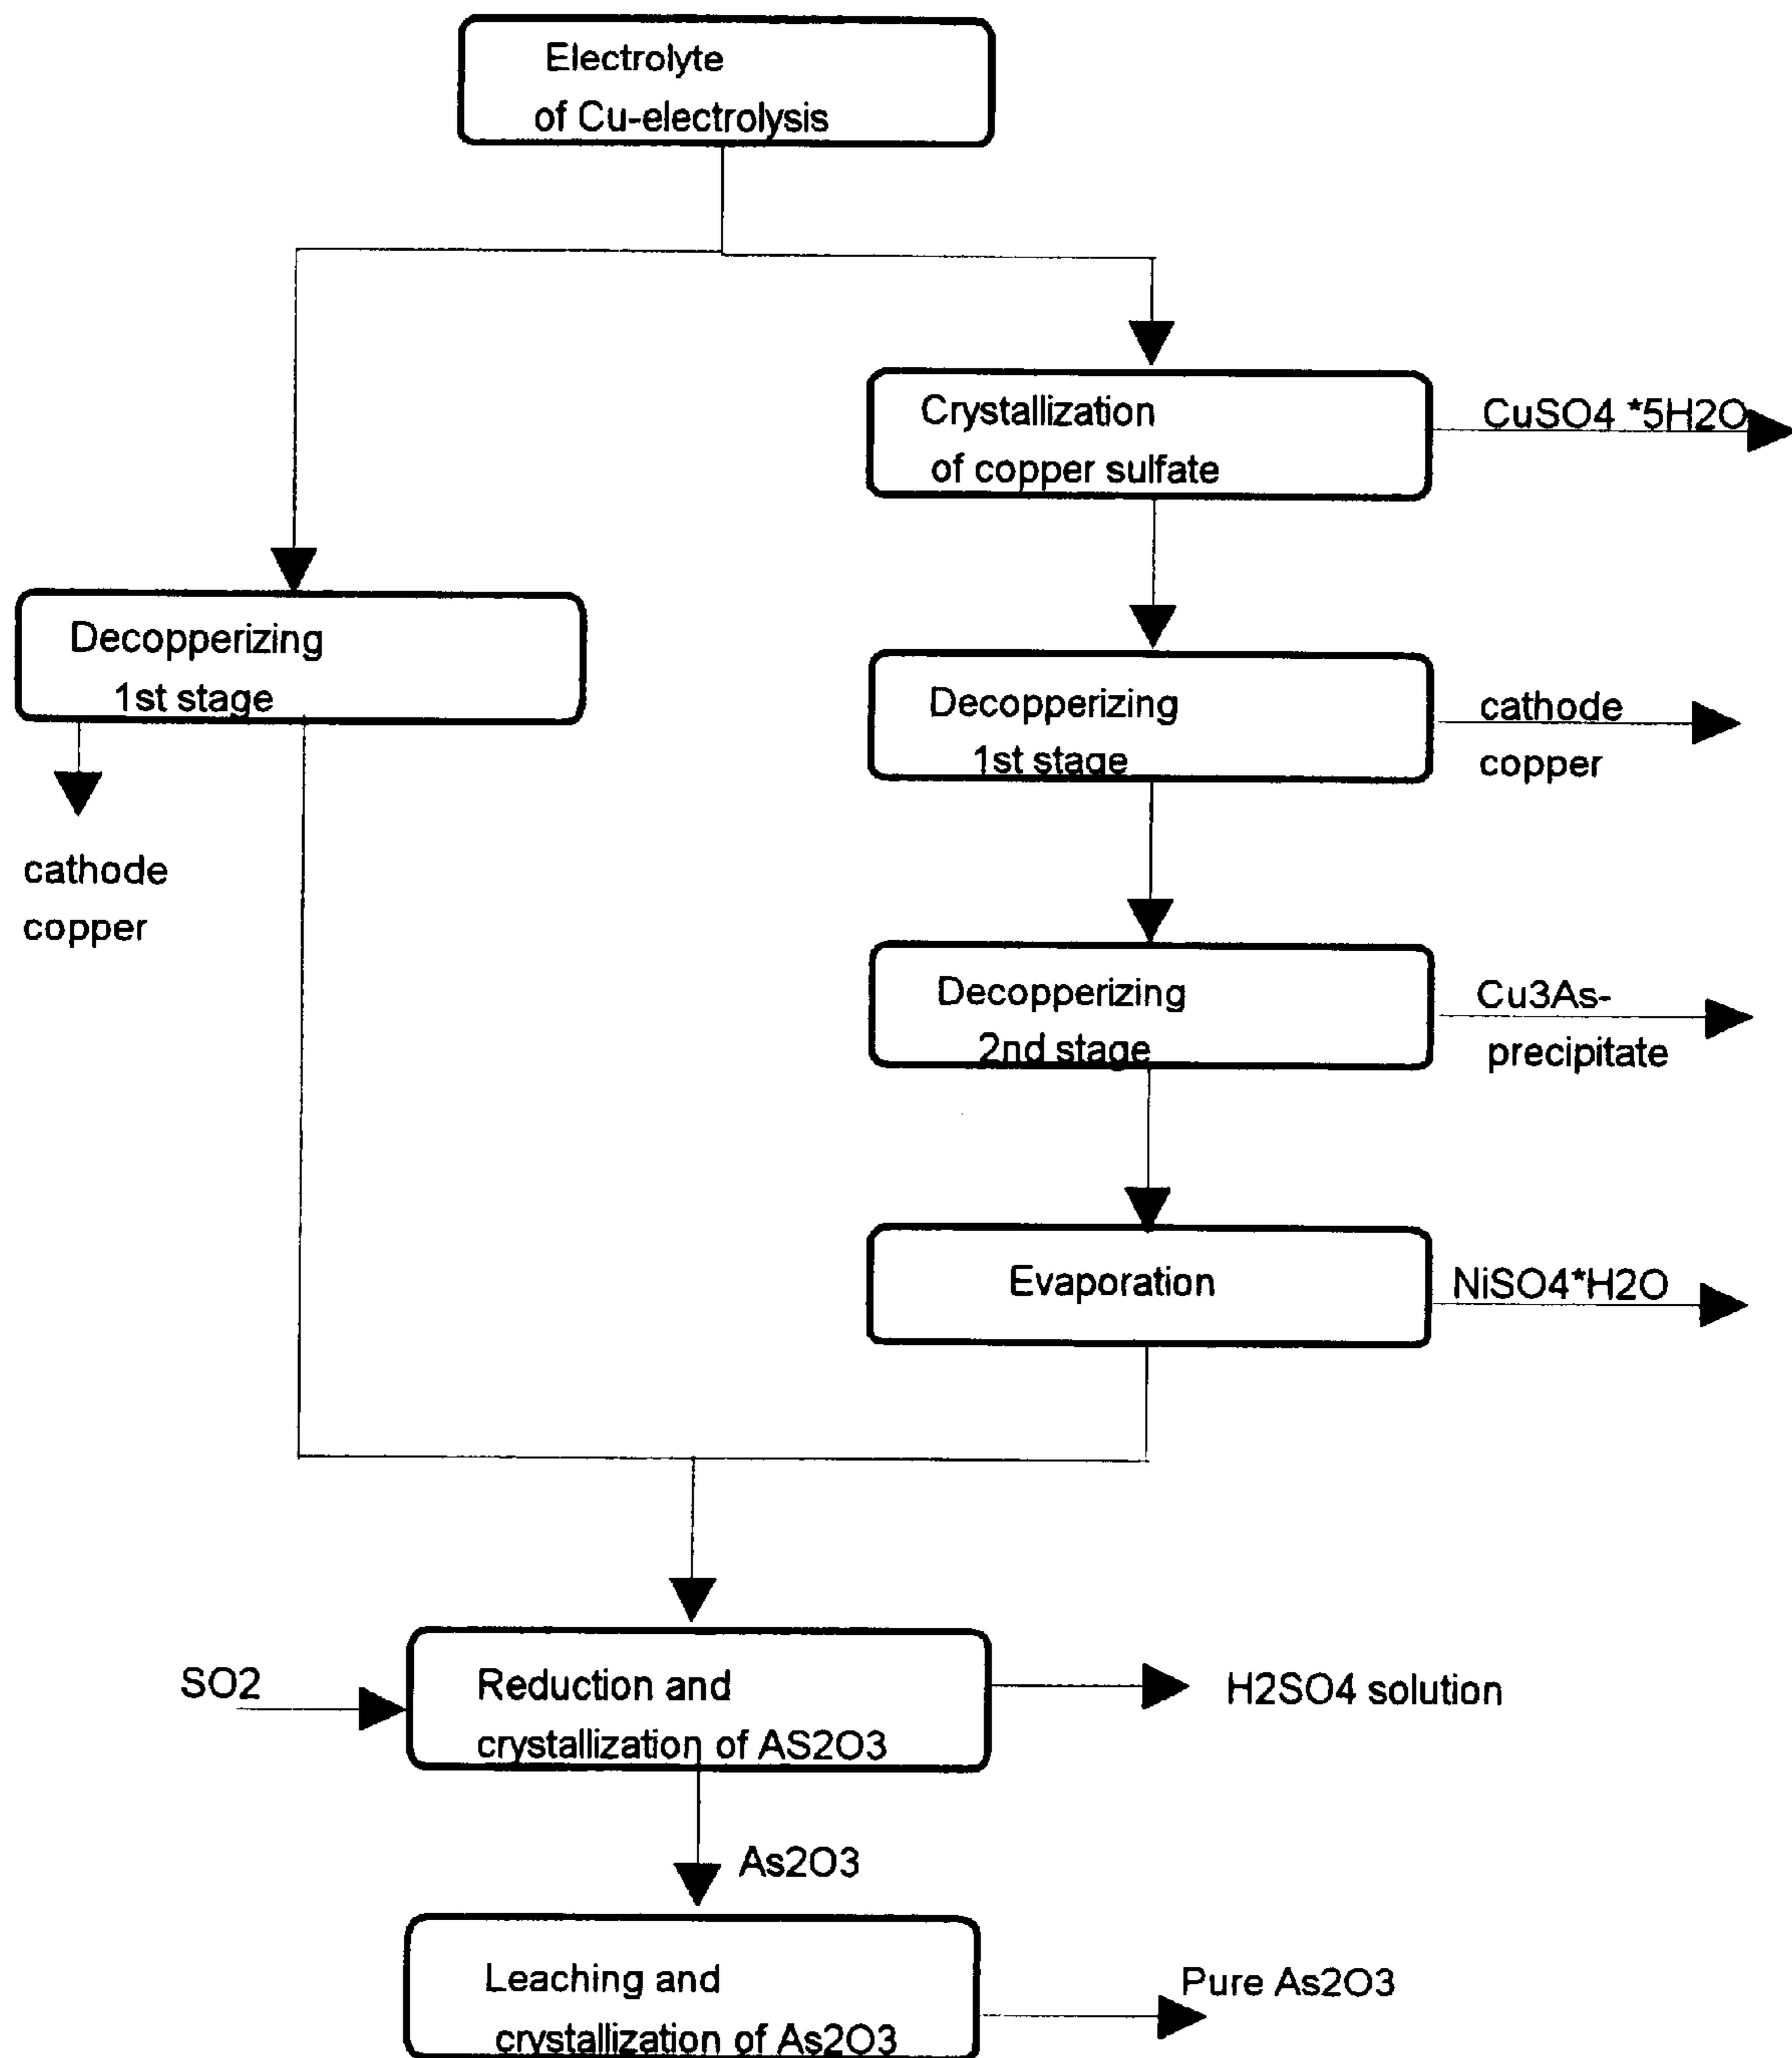 Electrolyte
of Cu-electrolysis
Crystallization
of copper sulfate
CuSO4 *5H2O
Decopperizing
1st stage
cathode
copper
Decopperizing
1st stage
cathode
copper
Decopperizing
2nd stage
Cu3As-
precipitate
Evaporation
NiSO4*H2O
SO2
Reduction and
crystallization of AS2O3
H2SO4 solution
As2O3
Leaching and
crystallization of As2O3
Pure As2O3